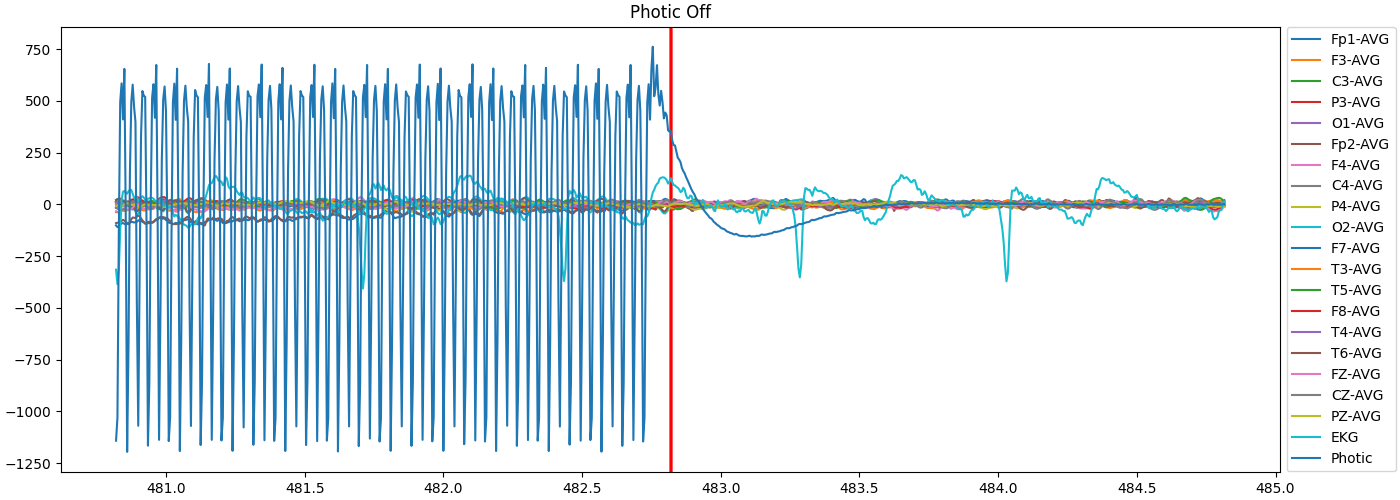 Photic Off
750
500
250
0
−250
−500
−750
−1000
−1250
481.0 481.5 482.0 482.5 483.0 483.5 484.0 484.5 485.0
Fp1-AVG
F3-AVG
C3-AVG
P3-AVG
O1-AVG
Fp2-AVG
F4-AVG
C4-AVG
P4-AVG
O2-AVG
F7-AVG
T3-AVG
T5-AVG
F8-AVG
T4-AVG
T6-AVG
FZ-AVG
CZ-AVG
PZ-AVG
EKG
Photic